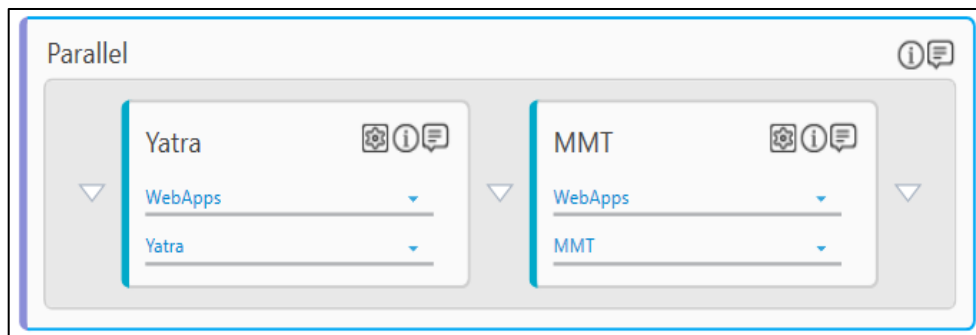 Parallel
Yatra
WebApps
Yatra
MMT
WebApps
MMT